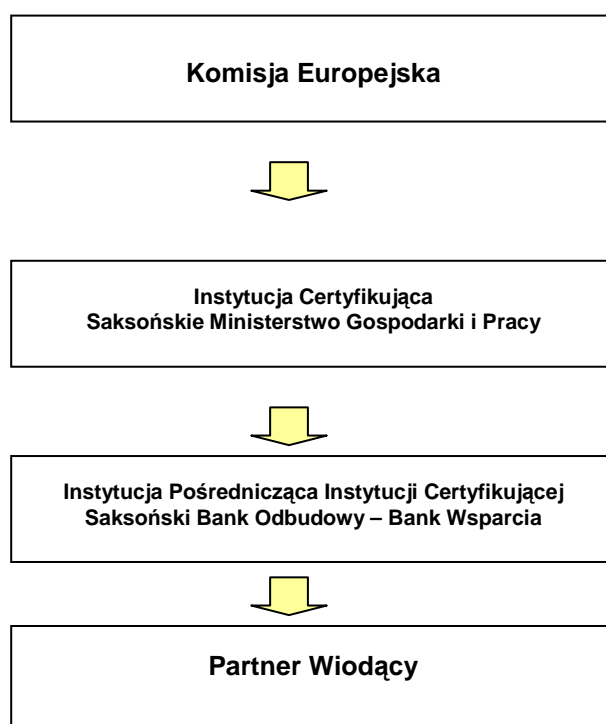 Komisja Europejska
Instytucja Certyfikująca
Saksońskie Ministerstwo Gospodarki i Pracy
Instytucja Pośrednicząca Instytucji Certyfikującej
Saksoński Bank Odbudowy – Bank Wsparcia
Partner Wiodący